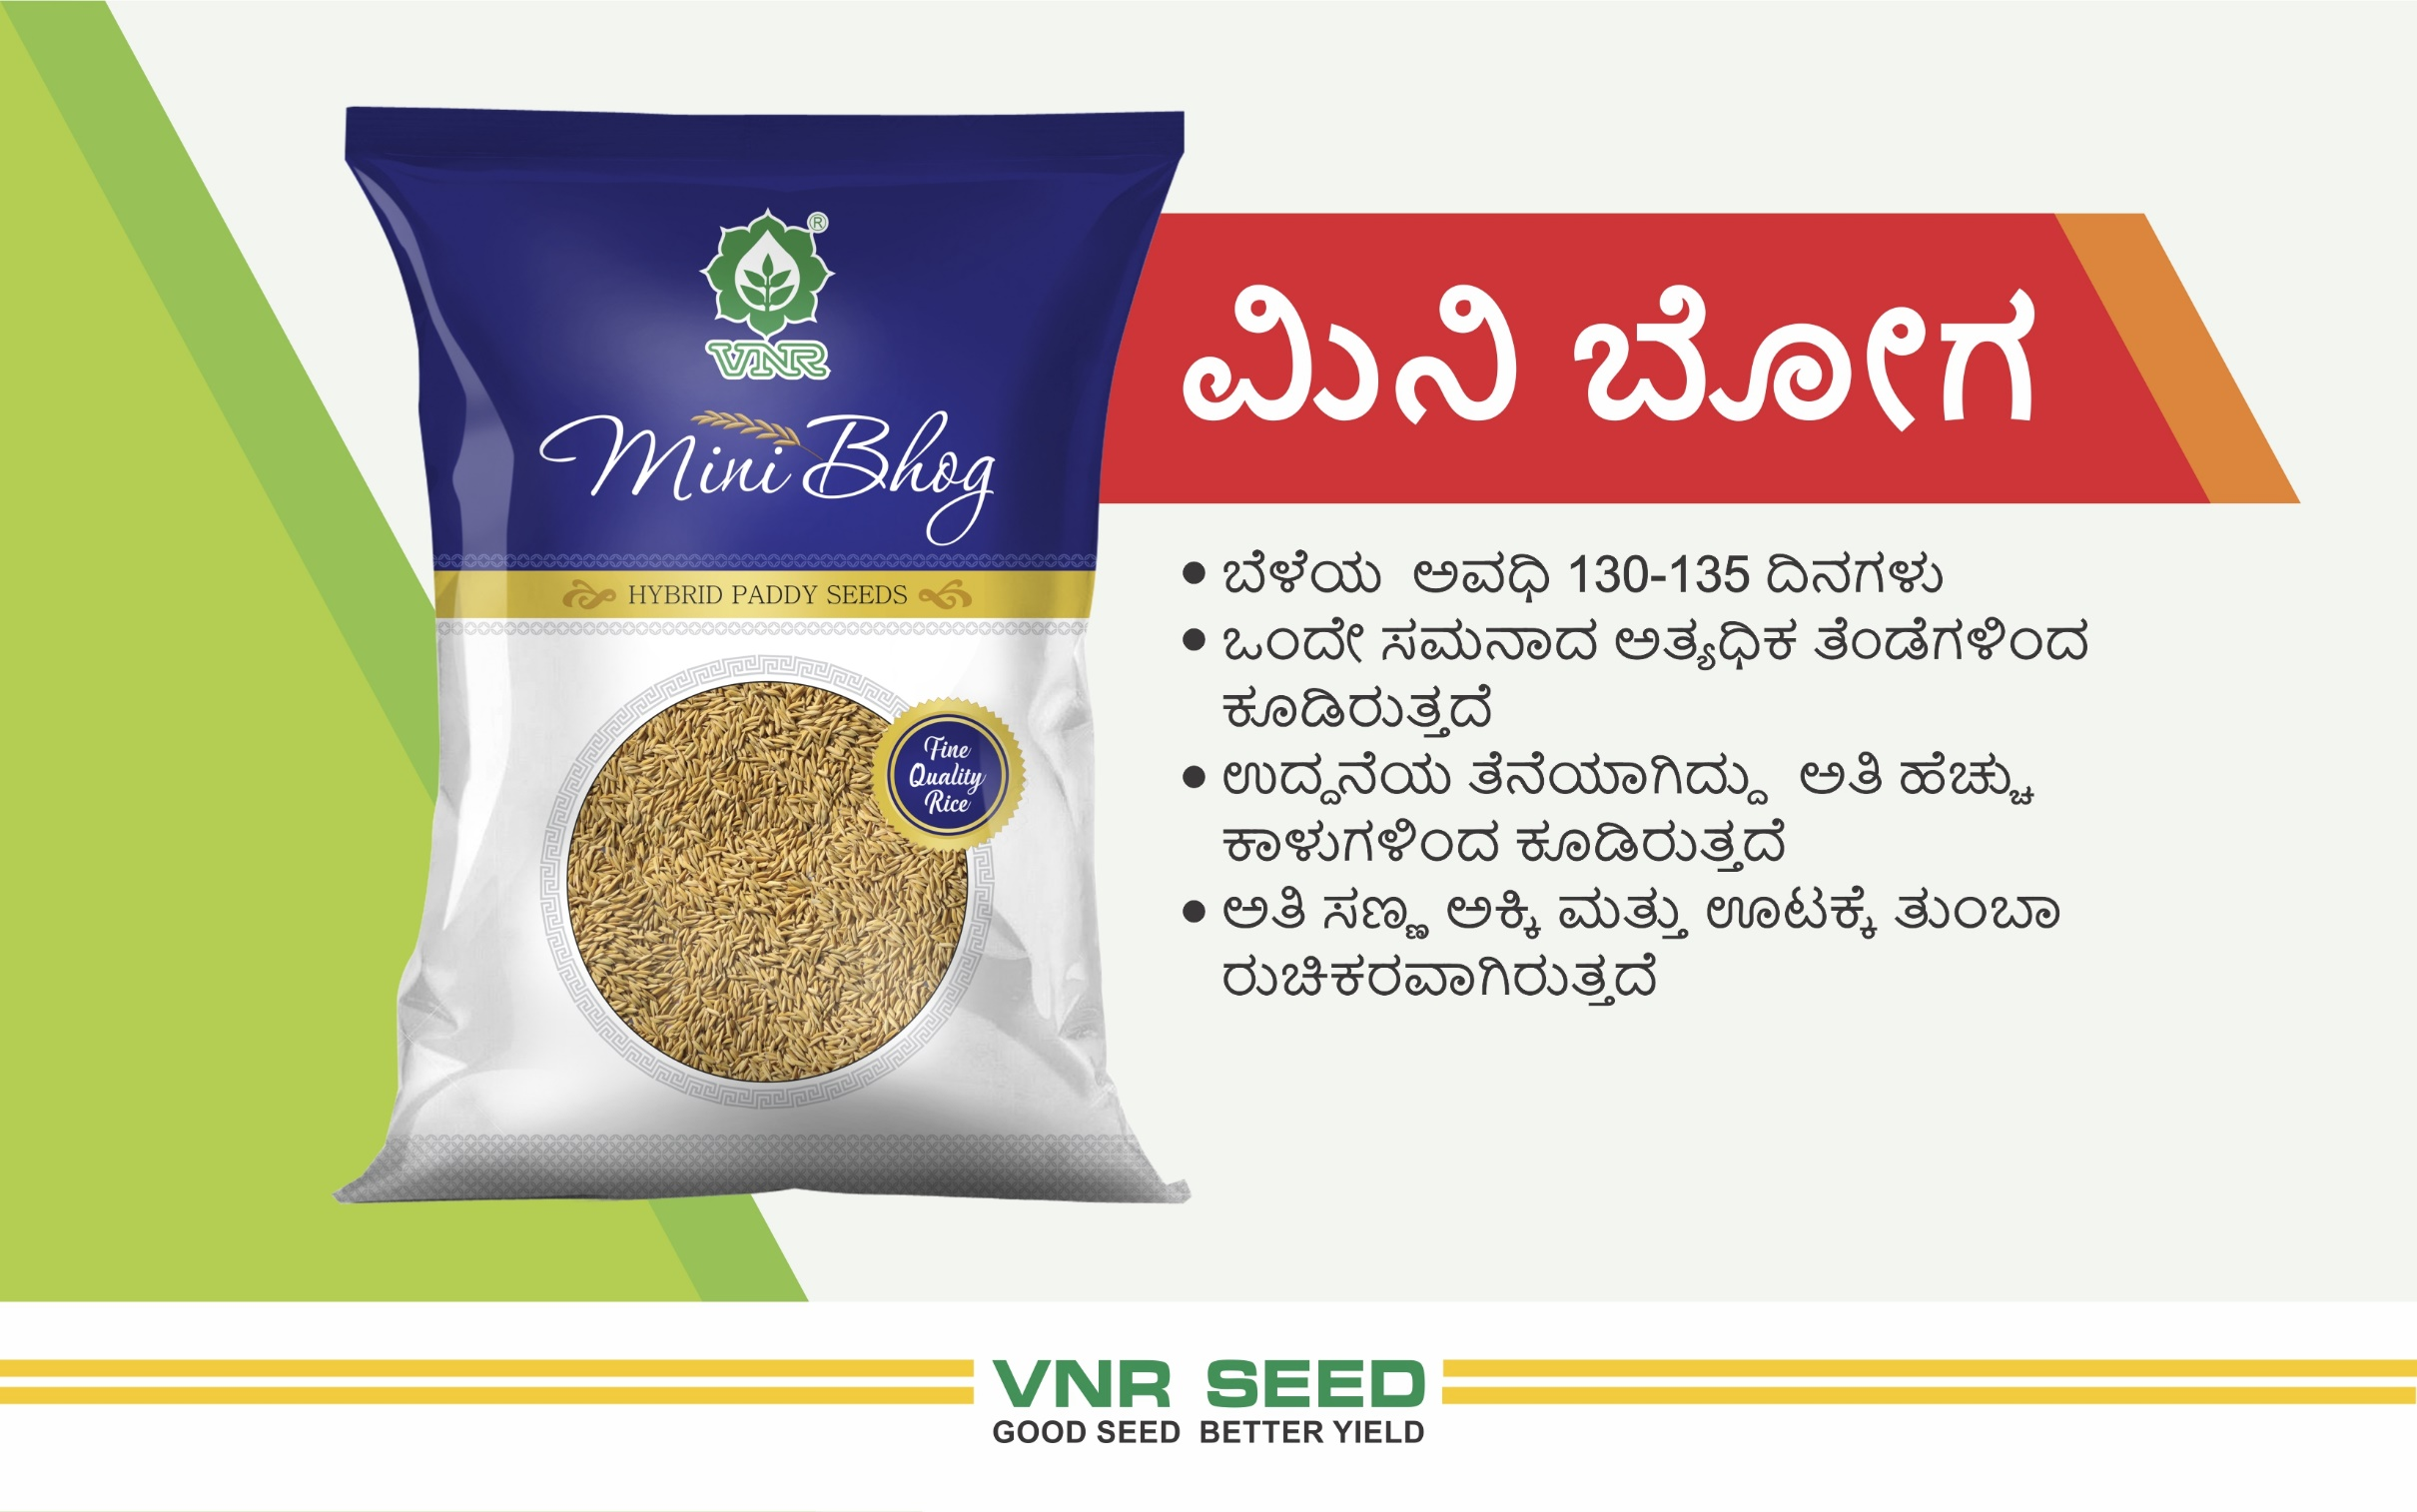 ®
VNR
Mini Bhog
HYBRID PADDY SEEDS
Fine
Quality
Rice
ಮಿನಿ ಬೋಗ
• ಬೆಳೆಯ ಅವಧಿ 130-135 ದಿನಗಳು
• ಒಂದೇ ಸಮನಾದ ಅತ್ಯಧಿಕ ತೆಂಡೆಗಳಿಂದ
ಕೂಡಿರುತ್ತದೆ
• ಉದ್ದನೆಯ ತೆನೆಯಾಗಿದ್ದು ಅತಿ ಹೆಚ್ಚು
ಕಾಳುಗಳಿಂದ ಕೂಡಿರುತ್ತದೆ
• ಅತಿ ಸಣ್ಣ ಅಕ್ಕಿ ಮತ್ತು ಊಟಕ್ಕೆ ತುಂಬಾ
ರುಚಿಕರವಾಗಿರುತ್ತದೆ
VNR SEED
GOOD SEED BETTER YIELD